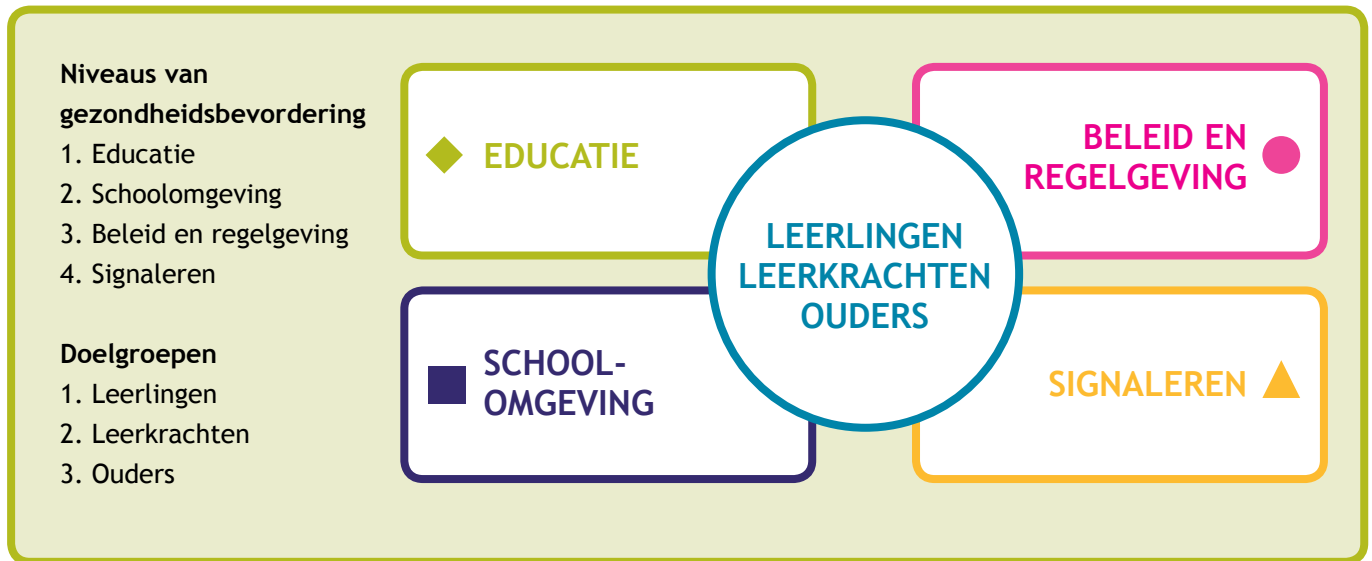 Niveaus van
gezondheidsbevordering
1. Educatie
2. Schoolomgeving
3. Beleid en regelgeving
4. Signaleren
Doelgroepen
1. Leerlingen
2. Leerkrachten
3. Ouders
EDUCATIE
BELEID EN
REGELGEVING
LEERLINGEN
LEERKRACHTEN
OUDERS
SCHOOL-
OMGEVING
SIGNALEREN